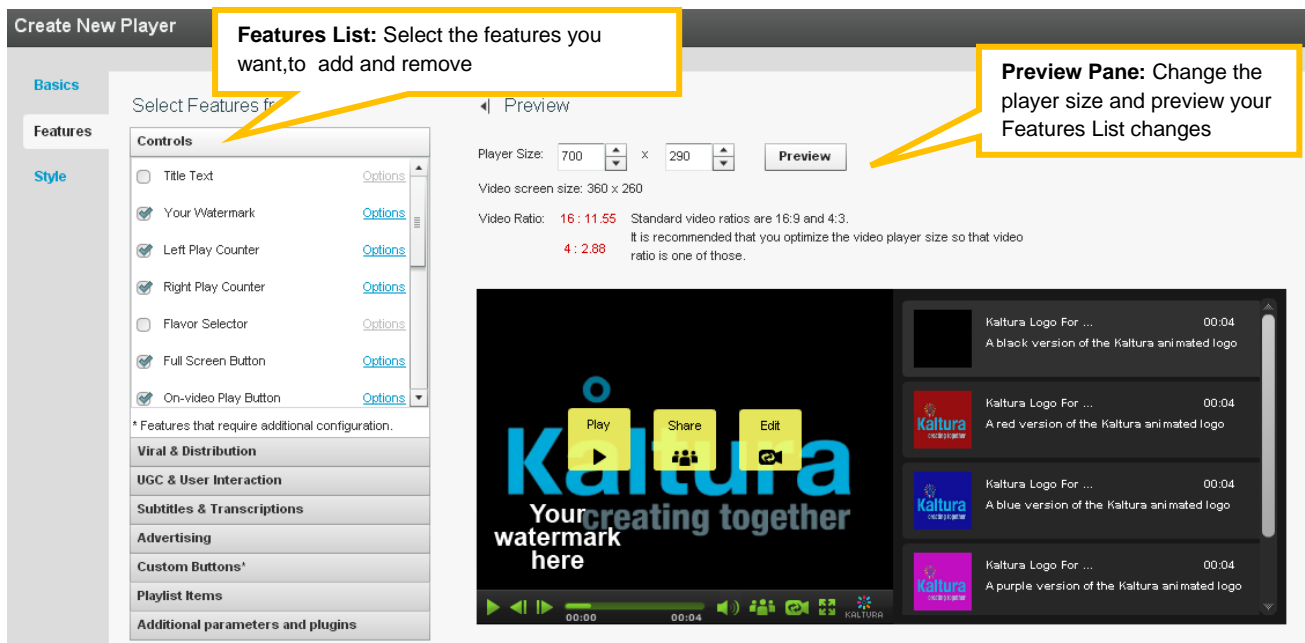 Create New Player
Features List: Select the features you
want,to add and remove
Preview Pane: Change the
player size and preview your
Features List changes
Basics
Features
Style
Select Features
Controls
Title Text Options
Your Watermark Options
Left Play Counter Options
Right Play Counter Options
Flavor Selector Options
Full Screen Button Options
On-video Play Button Options
* Features that require additional configuration.
Viral & Distribution
UGC & User Interaction
Subtitles & Transcriptions
Advertising
Custom Buttons*
Playlist Items
Additional parameters and plugins
Preview
Player Size: 700 x 290 Preview
Video screen size: 360 x 260
Video Ratio: 16 : 11.55 Standard video ratios are 16:9 and 4:3.
4 : 2.88 It is recommended that you optimize the video player size so that video
ratio is one of those.
Play Share Edit
Kaltura
creating together
Your
watermark
here
00:00 00:04
KALTURA
Kaltura Logo For ... 00:04
A black version of the Kaltura animated logo
Kaltura
creating together
Kaltura Logo For ... 00:04
A red version of the Kaltura animated logo
Kaltura
creating together
Kaltura Logo For ... 00:04
A blue version of the Kaltura animated logo
Kaltura
creating together
Kaltura Logo For ... 00:04
A purple version of the Kaltura animated logo